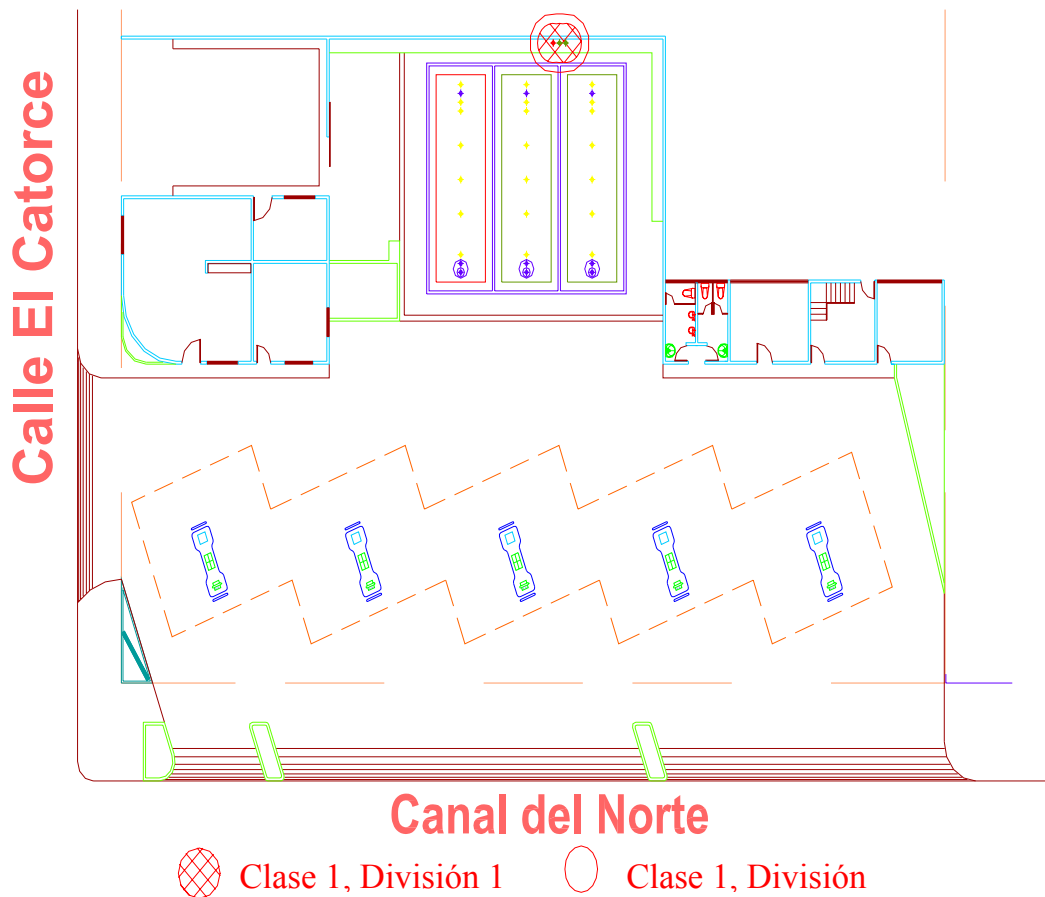 Calle El Catorce
Canal del Norte
Clase 1, División 1
Clase 1, División